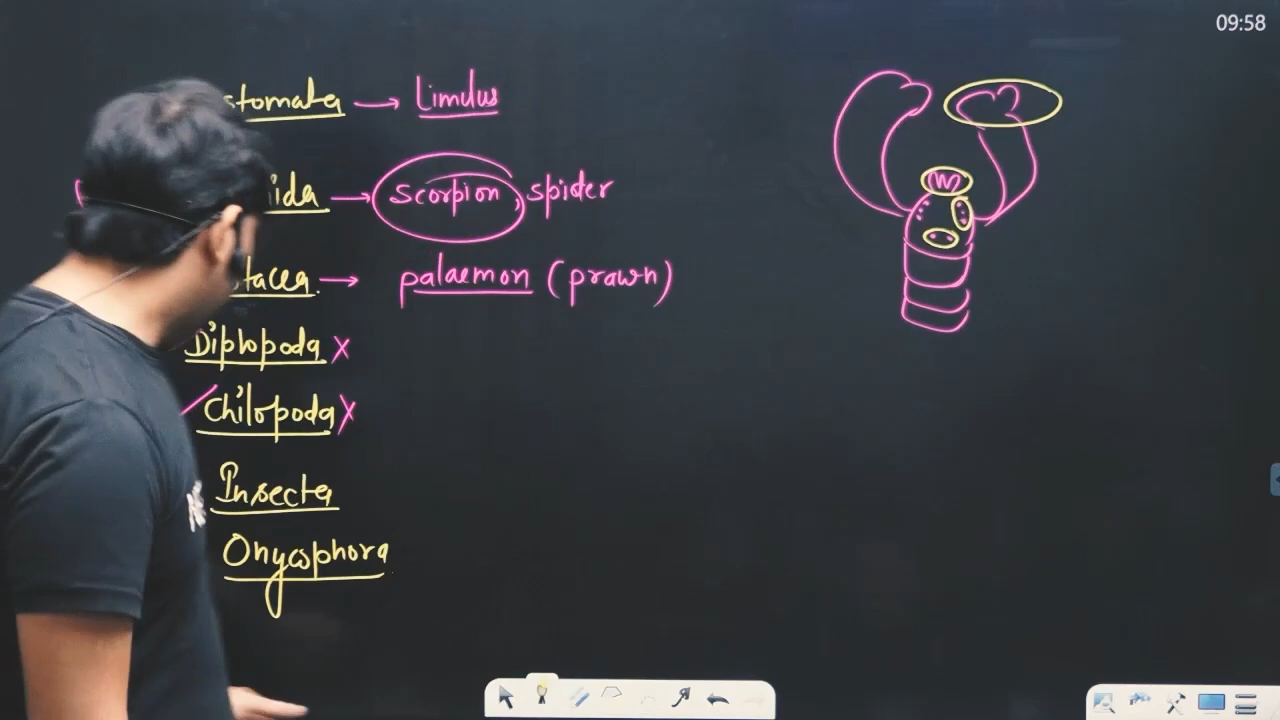 09:58
stomata → Limulus
ida → scorpion, spider
tacea → palaemon (prawn)
Diplopoda x
Chilopoda x
Insecta
Onycophora